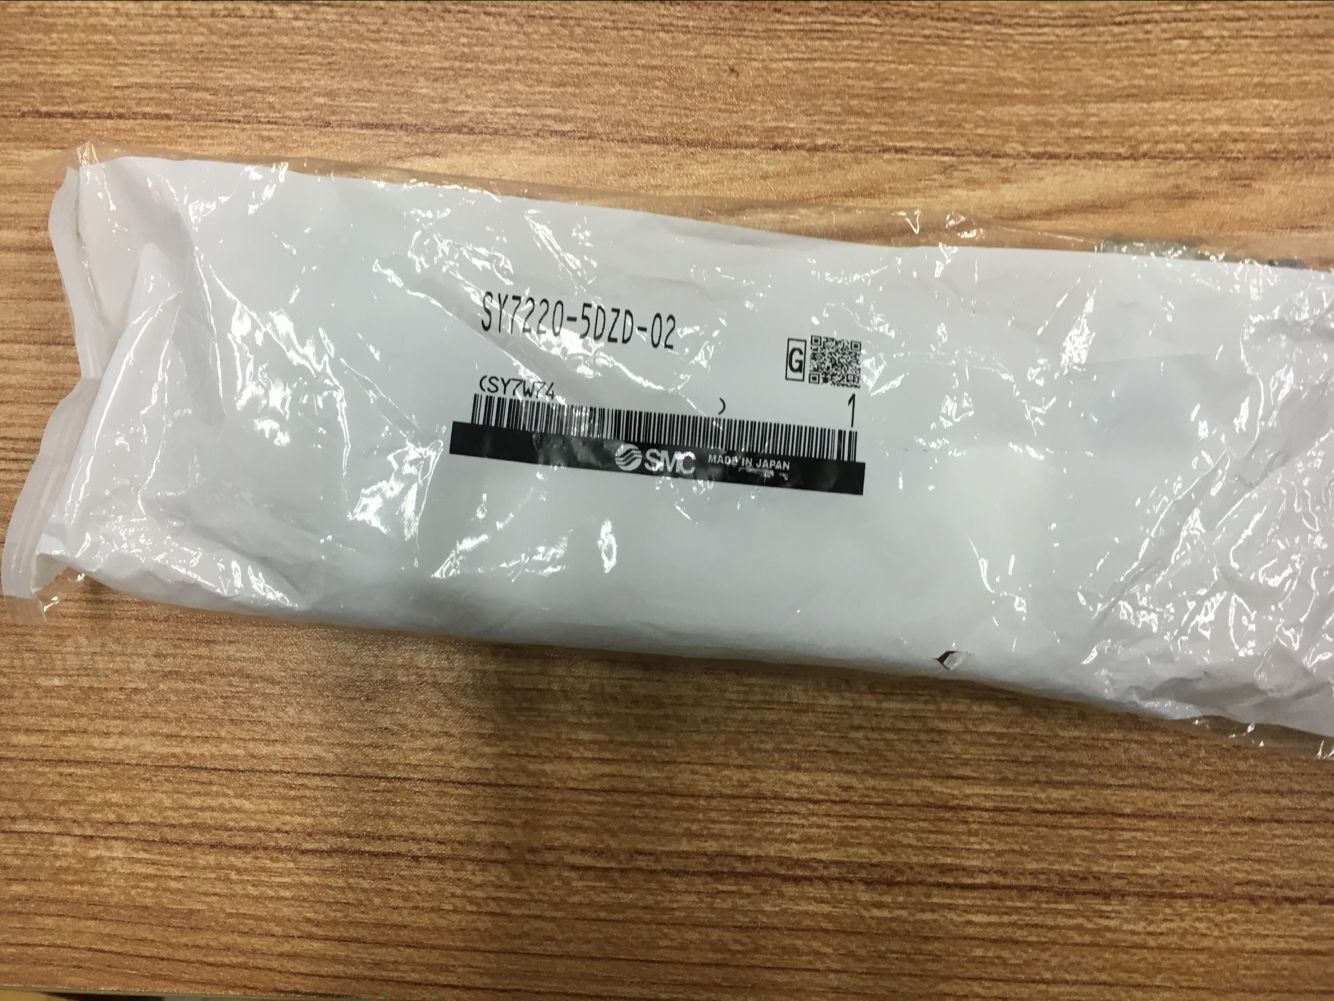 SY7220-5DZD-02
G
(SY7W74 )
1
SMC MADE IN JAPAN